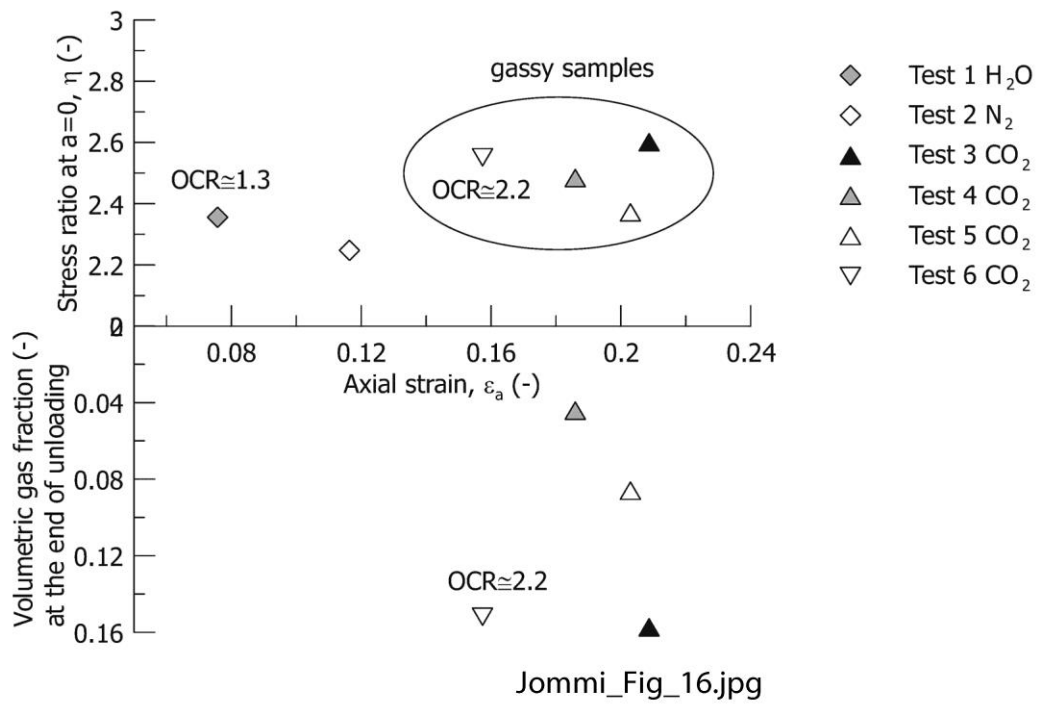 3
2.8
2.6
2.4
2.2
2
Stress ratio at a=0, η (-)
gassy samples
OCR≅1.3
OCR≅2.2
Test 1 H₂O
Test 2 N₂
Test 3 CO₂
Test 4 CO₂
Test 5 CO₂
Test 6 CO₂
0
0.08 0.12 0.16 0.2 0.24
Axial strain, εₐ (-)
0.04
0.08
0.12
0.16
Volumetric gas fraction (-)
at the end of unloading
OCR≅2.2
Jommi_Fig_16.jpg